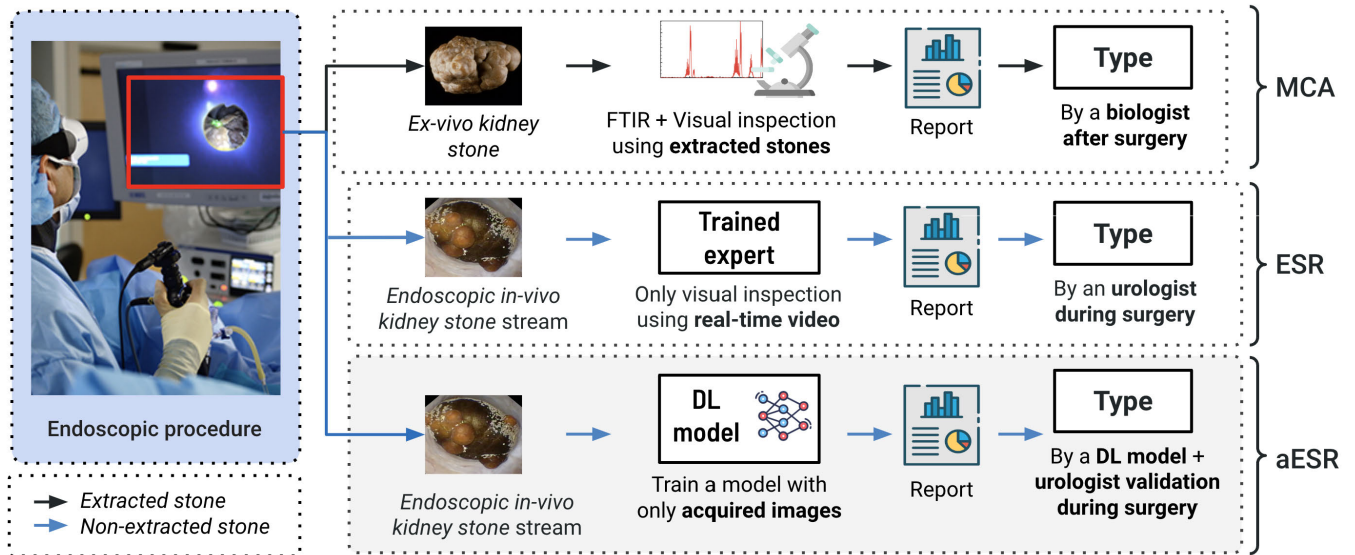 Endoscopic procedure
Extracted stone
Non-extracted stone
Ex-vivo kidney
stone
FTIR + Visual inspection
using extracted stones
Report
Type
By a biologist
after surgery
MCA
Endoscopic in-vivo
kidney stone stream
Trained
expert
Only visual inspection
using real-time video
Report
Type
By an urologist
during surgery
ESR
Endoscopic in-vivo
kidney stone stream
DL
model
Train a model with
only acquired images
Report
Type
By a DL model +
urologist validation
during surgery
aESR